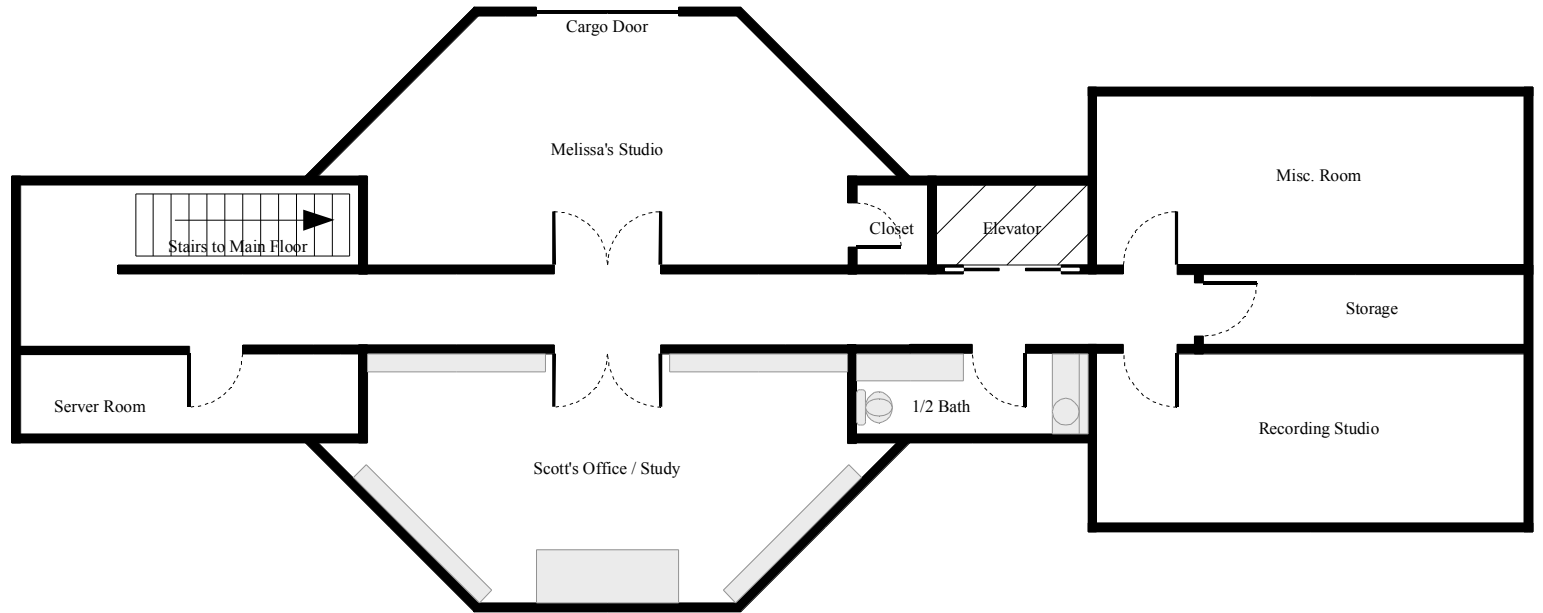 Cargo Door
Melissa's Studio
Misc. Room
Stairs to Main Floor
Closet
Elevator
Storage
Server Room
1/2 Bath
Recording Studio
Scott's Office / Study